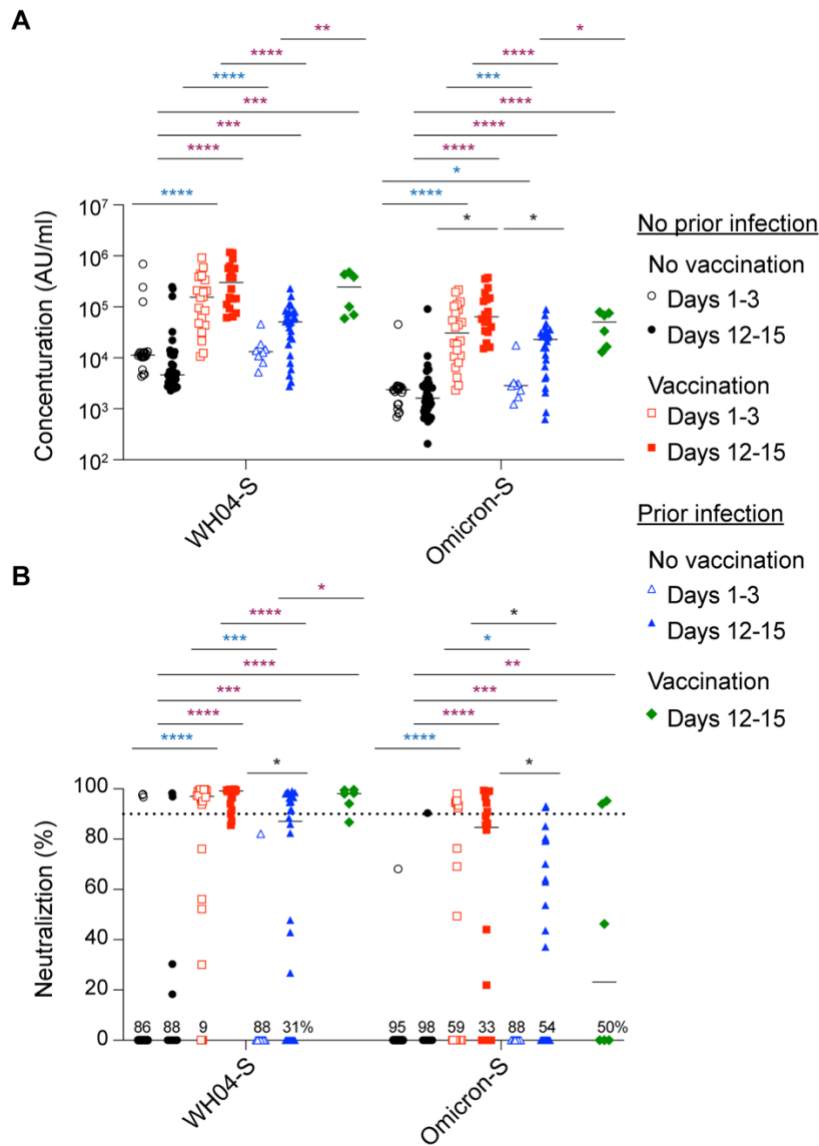 A
**
*
****
****
****
***
***
****
***
****
****
****
*
****
****
*
*
10⁷
10⁶
10⁵
10⁴
10³
10²
Concenturation (AU/ml)
WH04-S
Omicron-S
No prior infection
No vaccination
Days 1-3
Days 12-15
Vaccination
Days 1-3
Days 12-15
Prior infection
No vaccination
Days 1-3
Days 12-15
Vaccination
Days 12-15
B
*
****
*
***
*
****
**
***
***
****
****
****
****
*
*
100
80
60
40
20
0
Neutraliztion (%)
86 88 9 88 31% 95 98 59 33 88 54 50%
WH04-S
Omicron-S